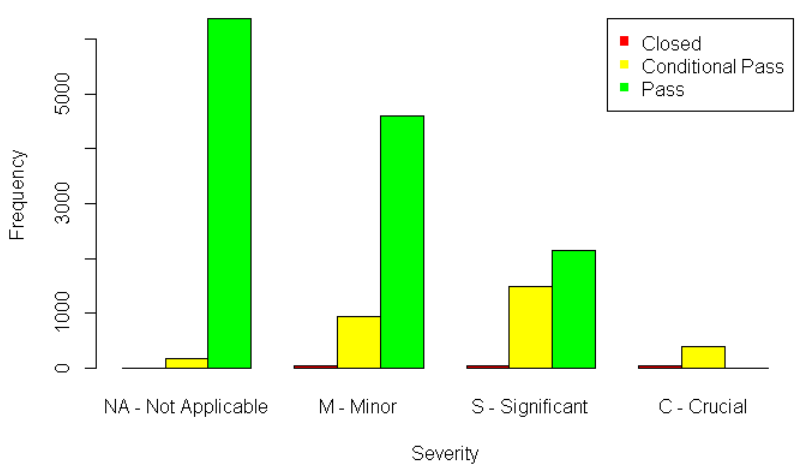 Closed
Conditional Pass
Pass
Frequency
5000
3000
1000
0
NA - Not Applicable
M - Minor
S - Significant
C - Crucial
Severity